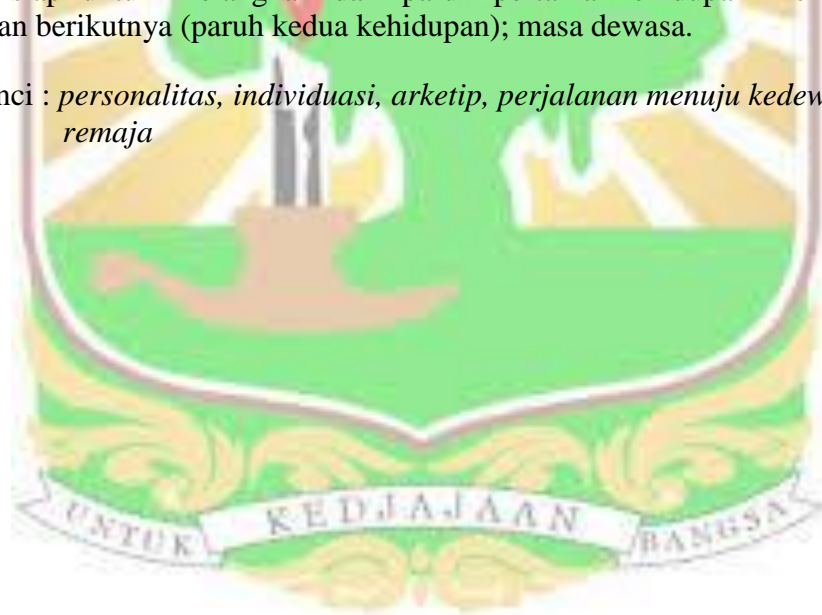 an berikutnya (paruh kedua kehidupan); masa dewasa.
nci : personalitas, individuasi, arketip, perjalanan menuju kedew
remaja
UNTUK KEDJAJAAN BANGSA